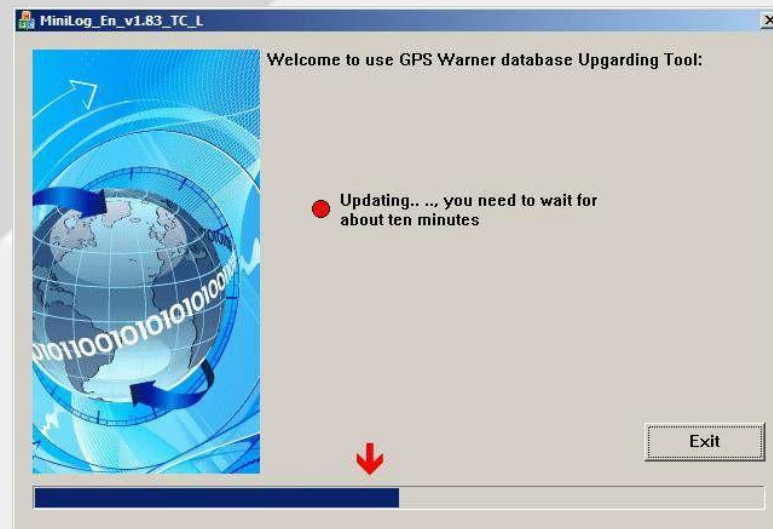 MiniLog_En_v1.83_TC_L
Welcome to use GPS Warner database Upgarding Tool:
Updating.. .., you need to wait for
about ten minutes
01011001010101010011
Exit